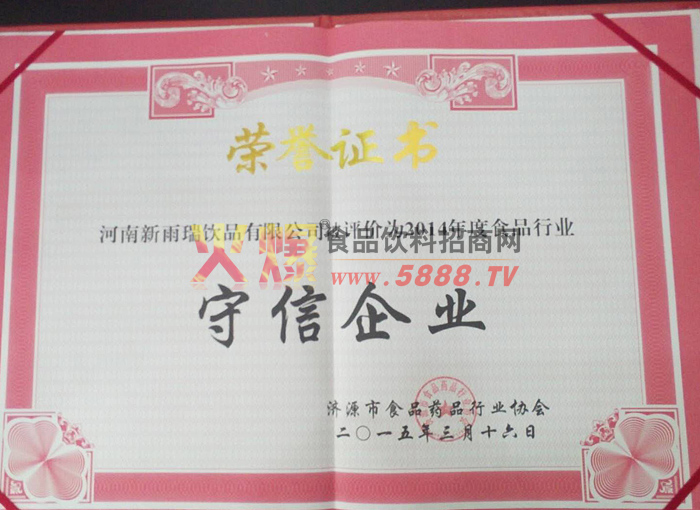 荣誉证书
河南新雨瑞饮品有限公司被评价为2014年度食品行业
火爆®食品饮料招商网
www.5888.TV
守信企业
济源市食品药品行业协会
二〇一五年三月十六日